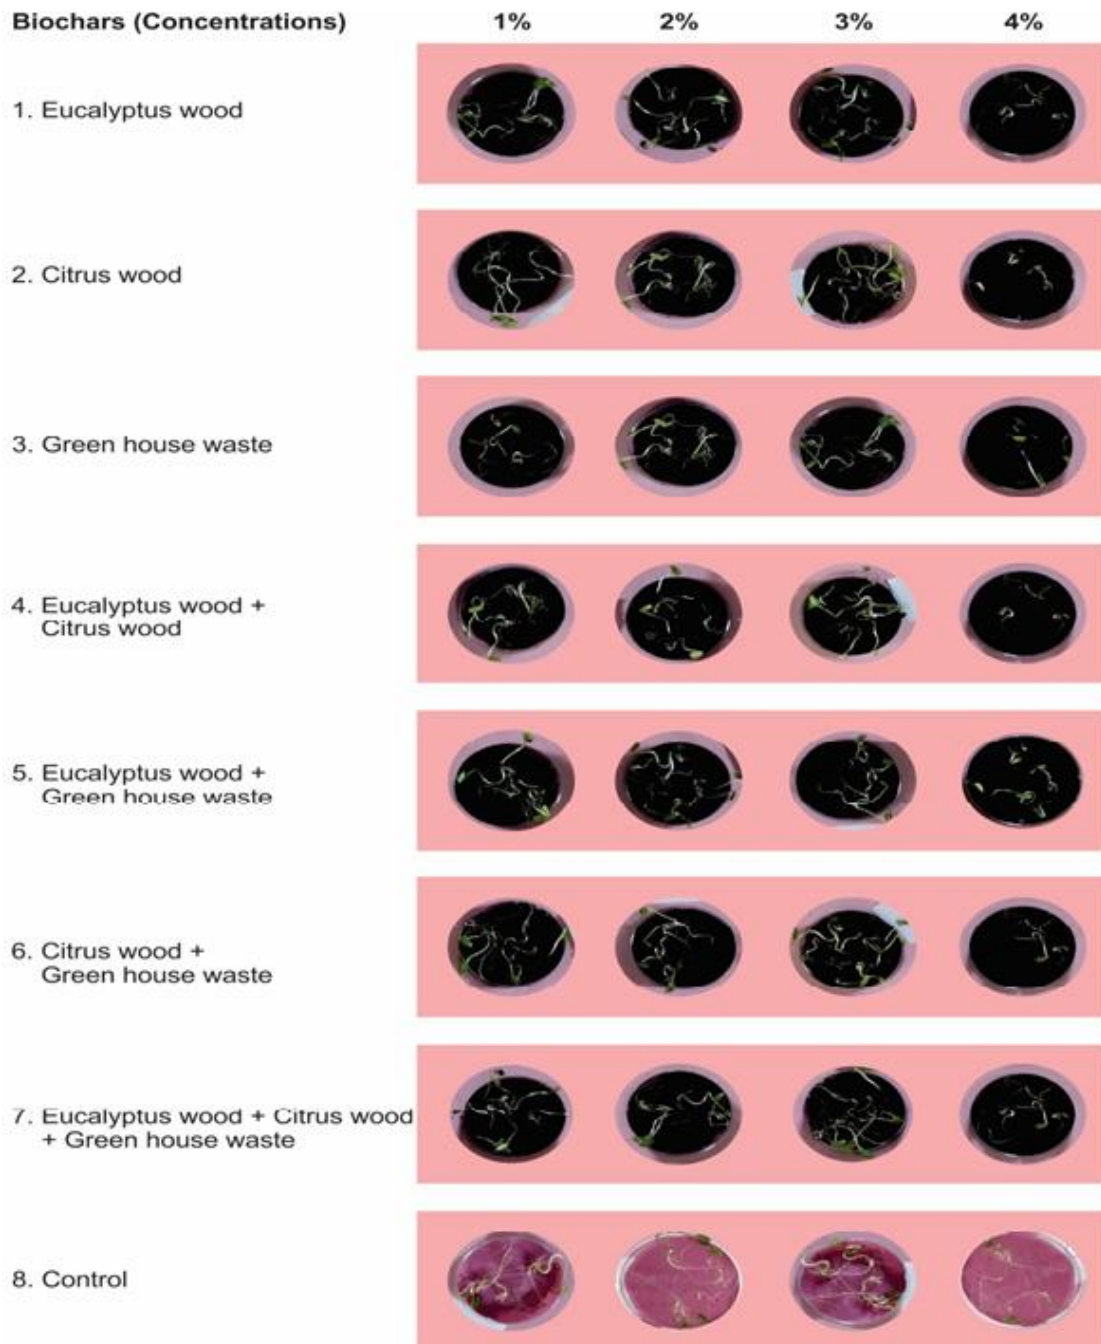 Biochars (Concentrations) 1% 2% 3% 4%
1. Eucalyptus wood
2. Citrus wood
3. Green house waste
4. Eucalyptus wood +
Citrus wood
5. Eucalyptus wood +
Green house waste
6. Citrus wood +
Green house waste
7. Eucalyptus wood + Citrus wood
+ Green house waste
8. Control